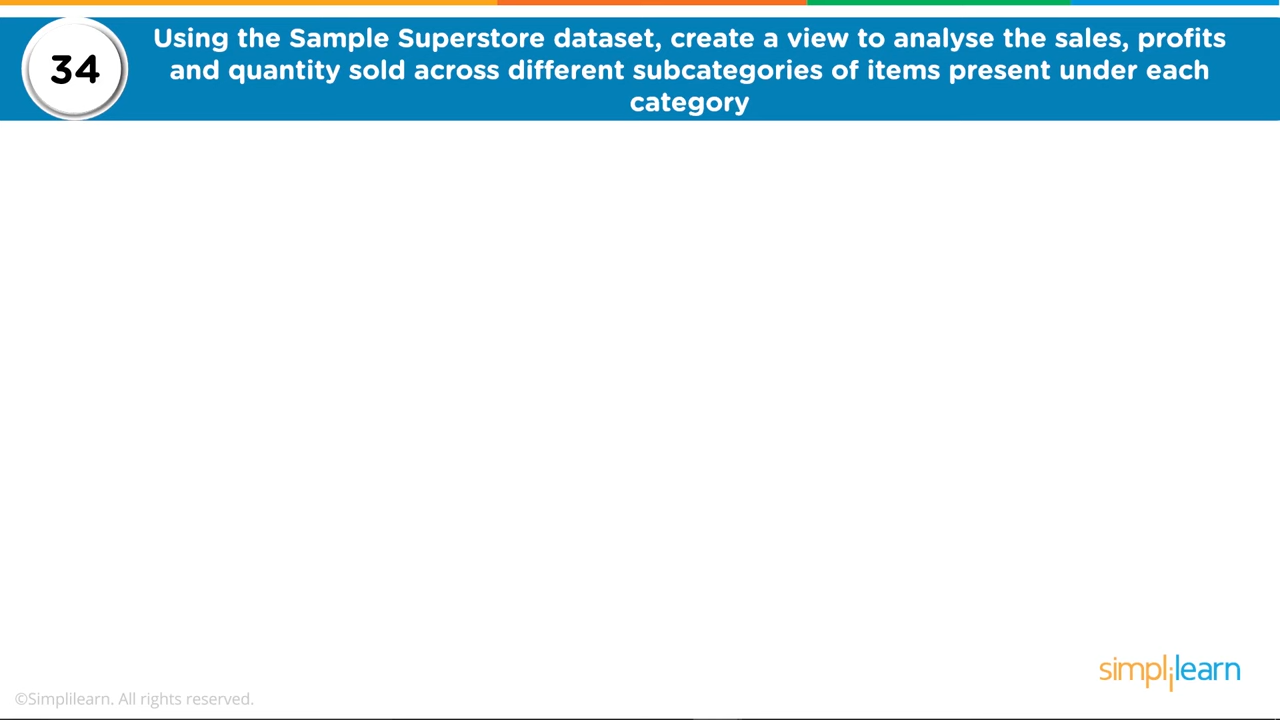 34
Using the Sample Superstore dataset, create a view to analyse the sales, profits
and quantity sold across different subcategories of items present under each
category
simplilearn
©Simplilearn. All rights reserved.